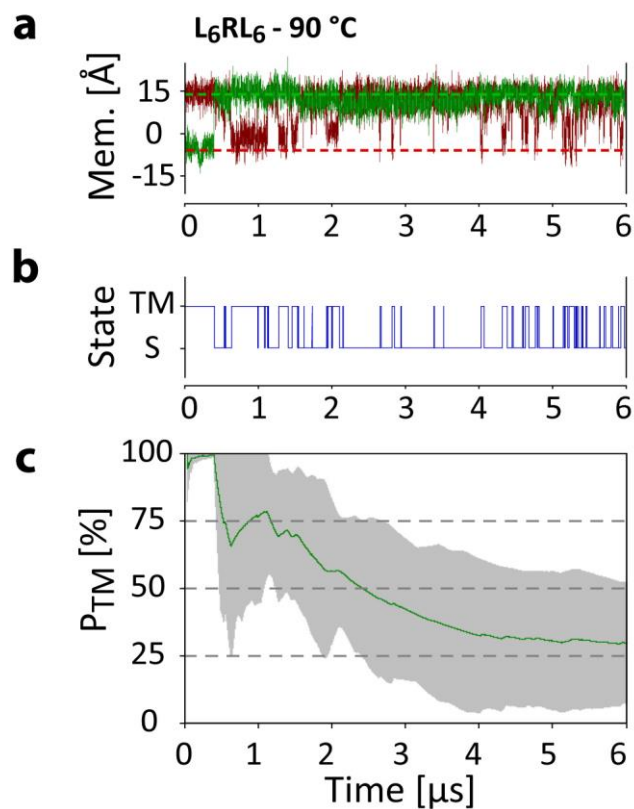 a
L₆RL₆ - 90 °C
Mem. [Å]
15
0
-15
0 1 2 3 4 5 6
b
State
TM
S
0 1 2 3 4 5 6
c
P_TM [%]
100
75
50
25
0
0 1 2 3 4 5 6
Time [µs]